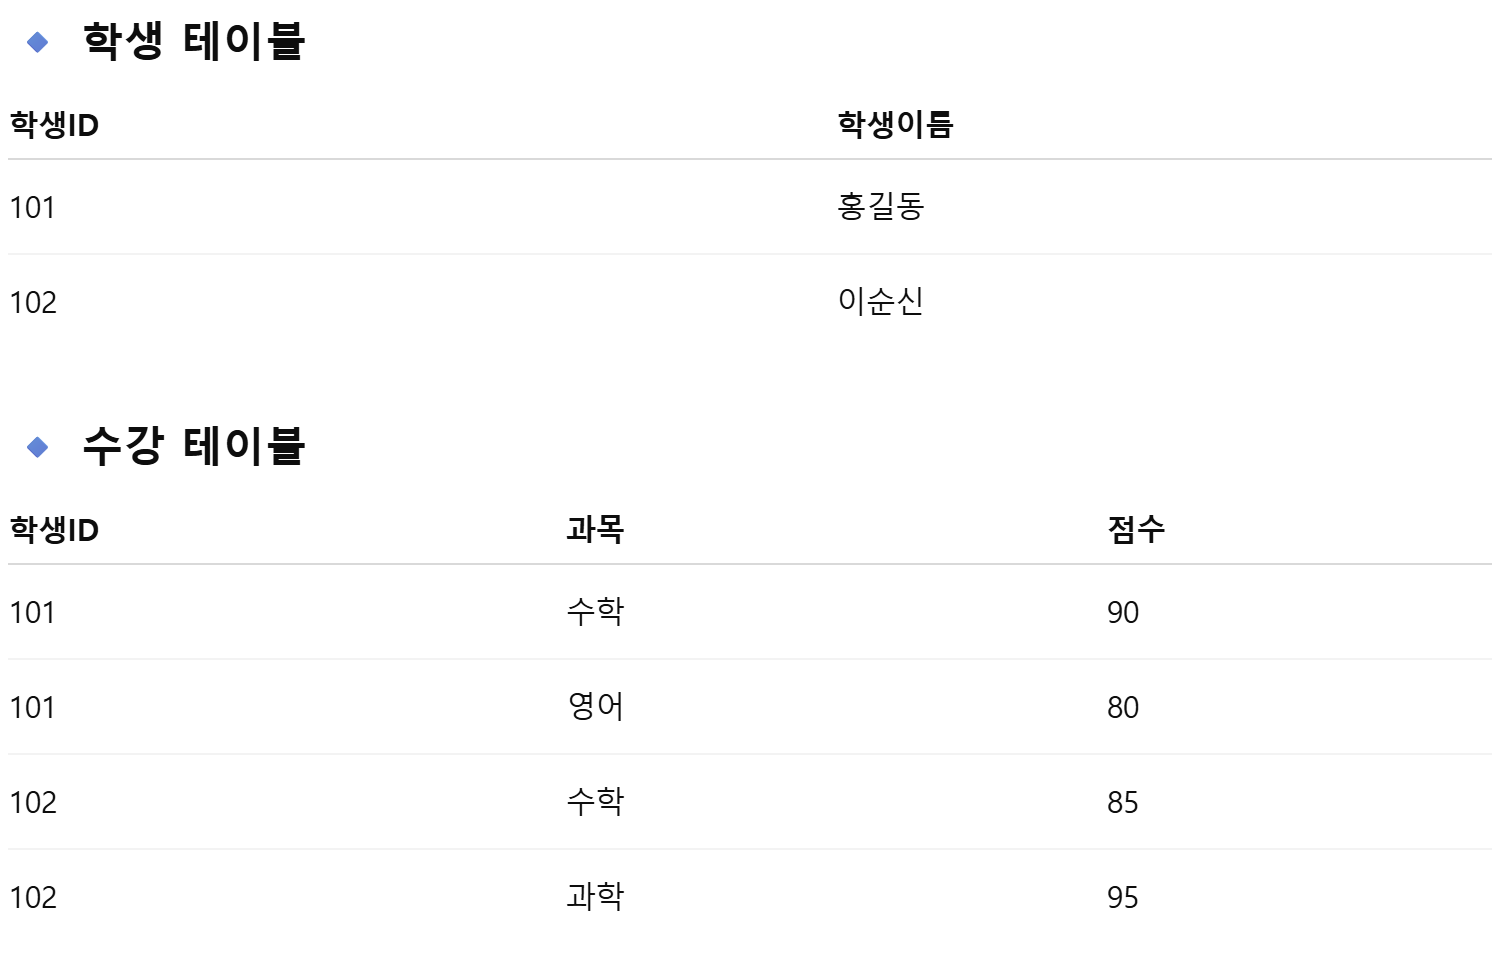 학생 테이블
학생ID 학생이름
101 홍길동
102 이순신
수강 테이블
학생ID 과목 점수
101 수학 90
101 영어 80
102 수학 85
102 과학 95